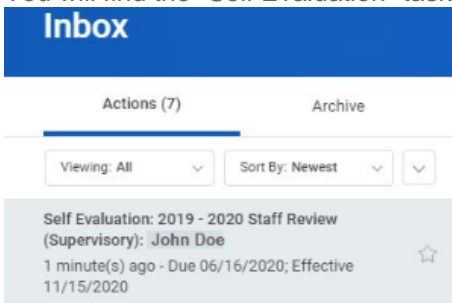 You will find the "Self Evaluation" task
Inbox
Actions (7) Archive
Viewing: All Sort By: Newest
Self Evaluation: 2019 - 2020 Staff Review
(Supervisory): John Doe
1 minute(s) ago - Due 06/16/2020; Effective
11/15/2020